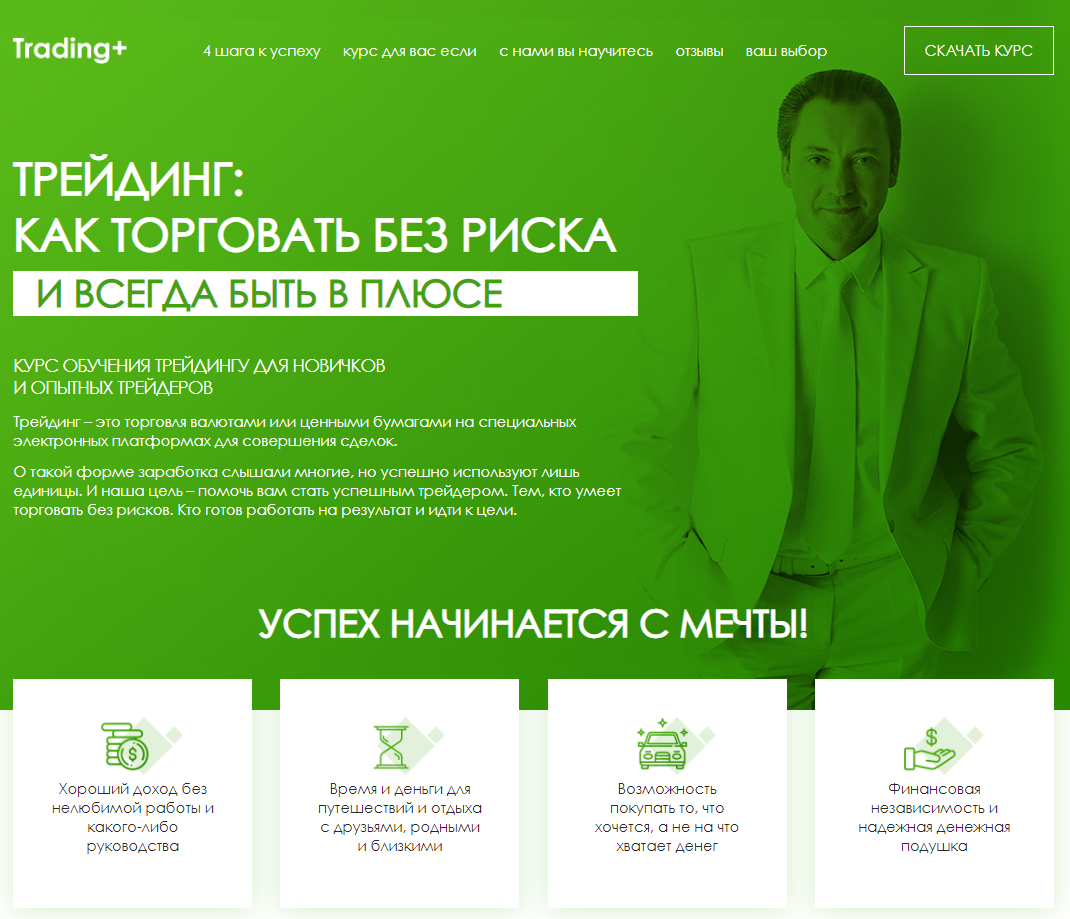 Trading+
4 шага к успеху
курс для вас если
с нами вы научитесь
отзывы
ваш выбор
СКАЧАТЬ КУРС
ТРЕЙДИНГ:
КАК ТОРГОВАТЬ БЕЗ РИСКА
И ВСЕГДА БЫТЬ В ПЛЮСЕ
КУРС ОБУЧЕНИЯ ТРЕЙДИНГУ ДЛЯ НОВИЧКОВ
И ОПЫТНЫХ ТРЕЙДЕРОВ
Трейдинг – это торговля валютами или ценными бумагами на специальных
электронных платформах для совершения сделок.
О такой форме заработка слышали многие, но успешно используют лишь
единицы. И наша цель – помочь вам стать успешным трейдером. Тем, кто умеет
торговать без рисков. Кто готов работать на результат и идти к цели.
УСПЕХ НАЧИНАЕТСЯ С МЕЧТЫ!
Хороший доход без
нелюбимой работы и
какого-либо
руководства
Время и деньги для
путешествий и отдыха
с друзьями, родными
и близкими
Возможность
покупать то, что
хочется, а не на что
хватает денег
Финансовая
независимость и
надежная денежная
подушка